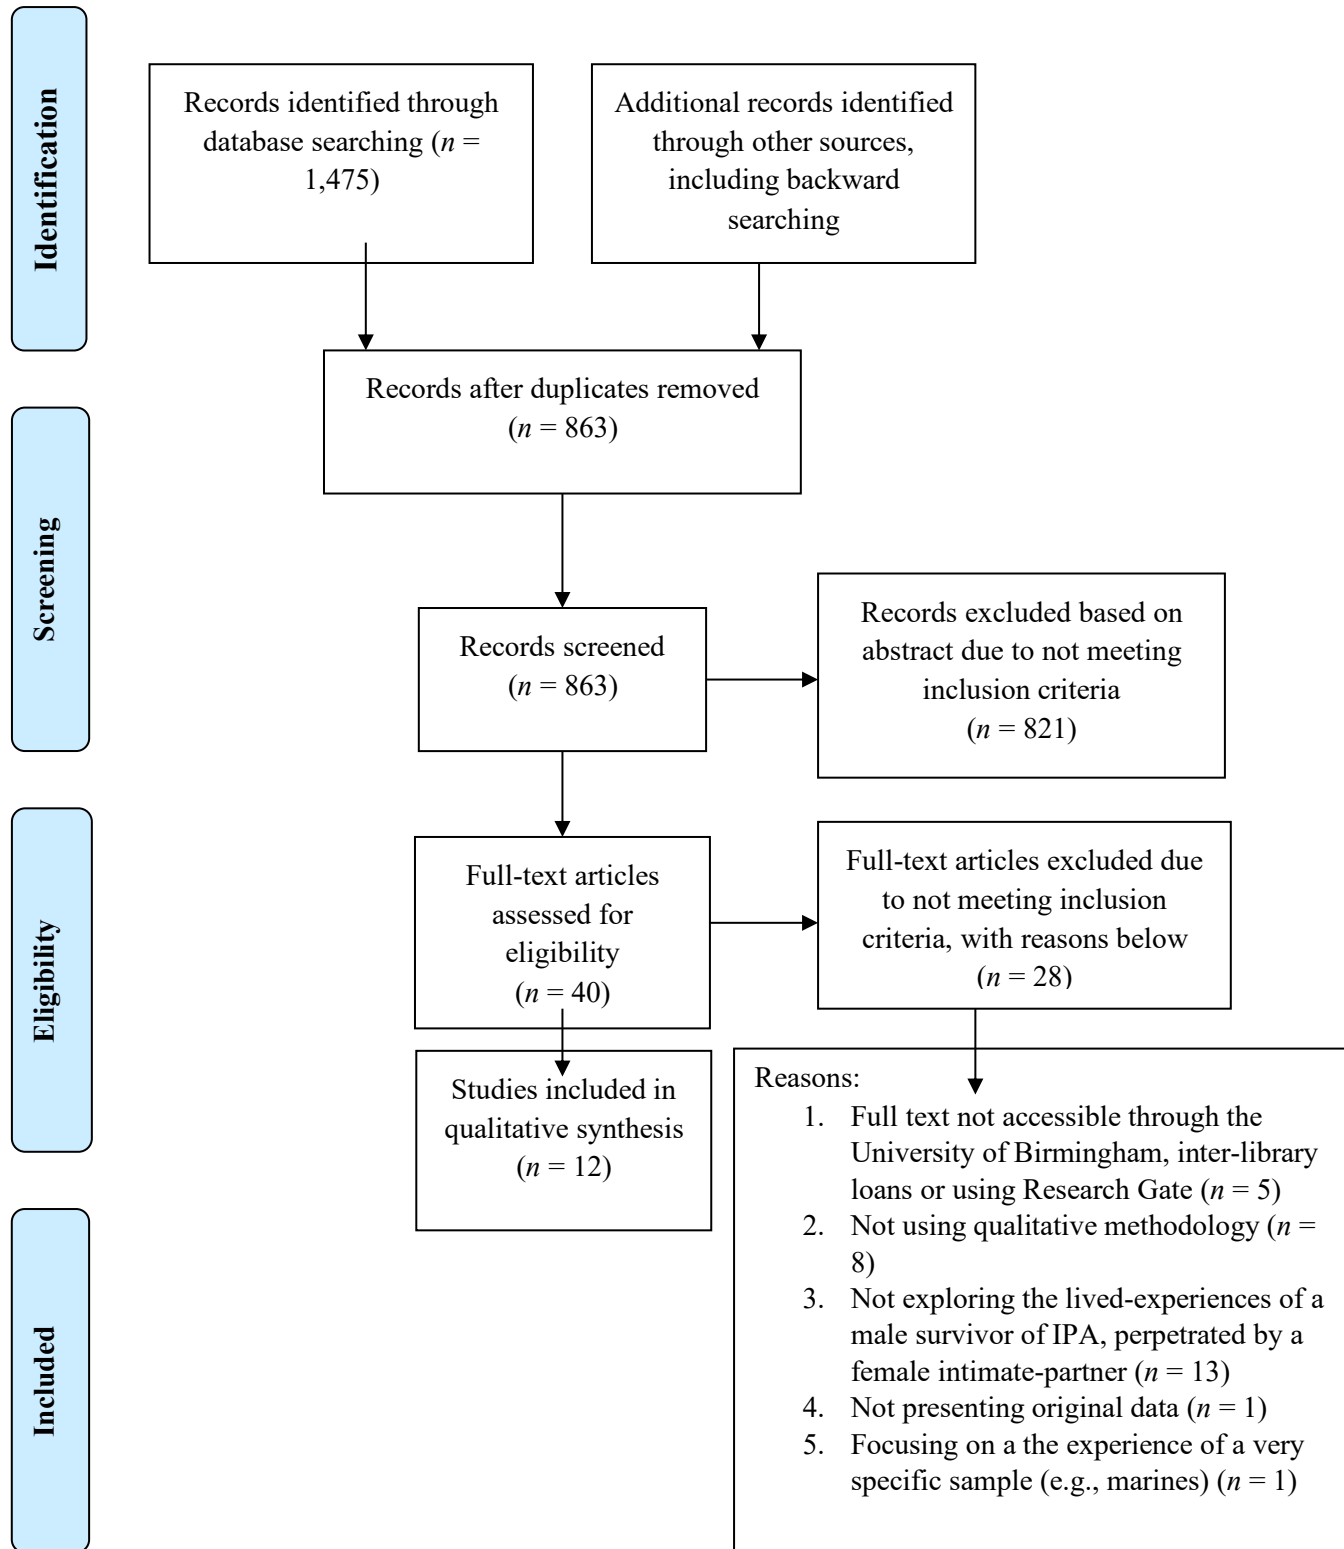 Identification
Records identified through
database searching (n =
1,475)
Additional records identified
through other sources,
including backward
searching
Records after duplicates removed
(n = 863)
Screening
Records screened
(n = 863)
Records excluded based on
abstract due to not meeting
inclusion criteria
(n = 821)
Eligibility
Full-text articles
assessed for
eligibility
(n = 40)
Full-text articles excluded due
to not meeting inclusion
criteria, with reasons below
(n = 28)
Included
Studies included in
qualitative synthesis
(n = 12)
Reasons:
1. Full text not accessible through the
University of Birmingham, inter-library
loans or using Research Gate (n = 5)
2. Not using qualitative methodology (n =
8)
3. Not exploring the lived-experiences of a
male survivor of IPA, perpetrated by a
female intimate-partner (n = 13)
4. Not presenting original data (n = 1)
5. Focusing on a the experience of a very
specific sample (e.g., marines) (n = 1)